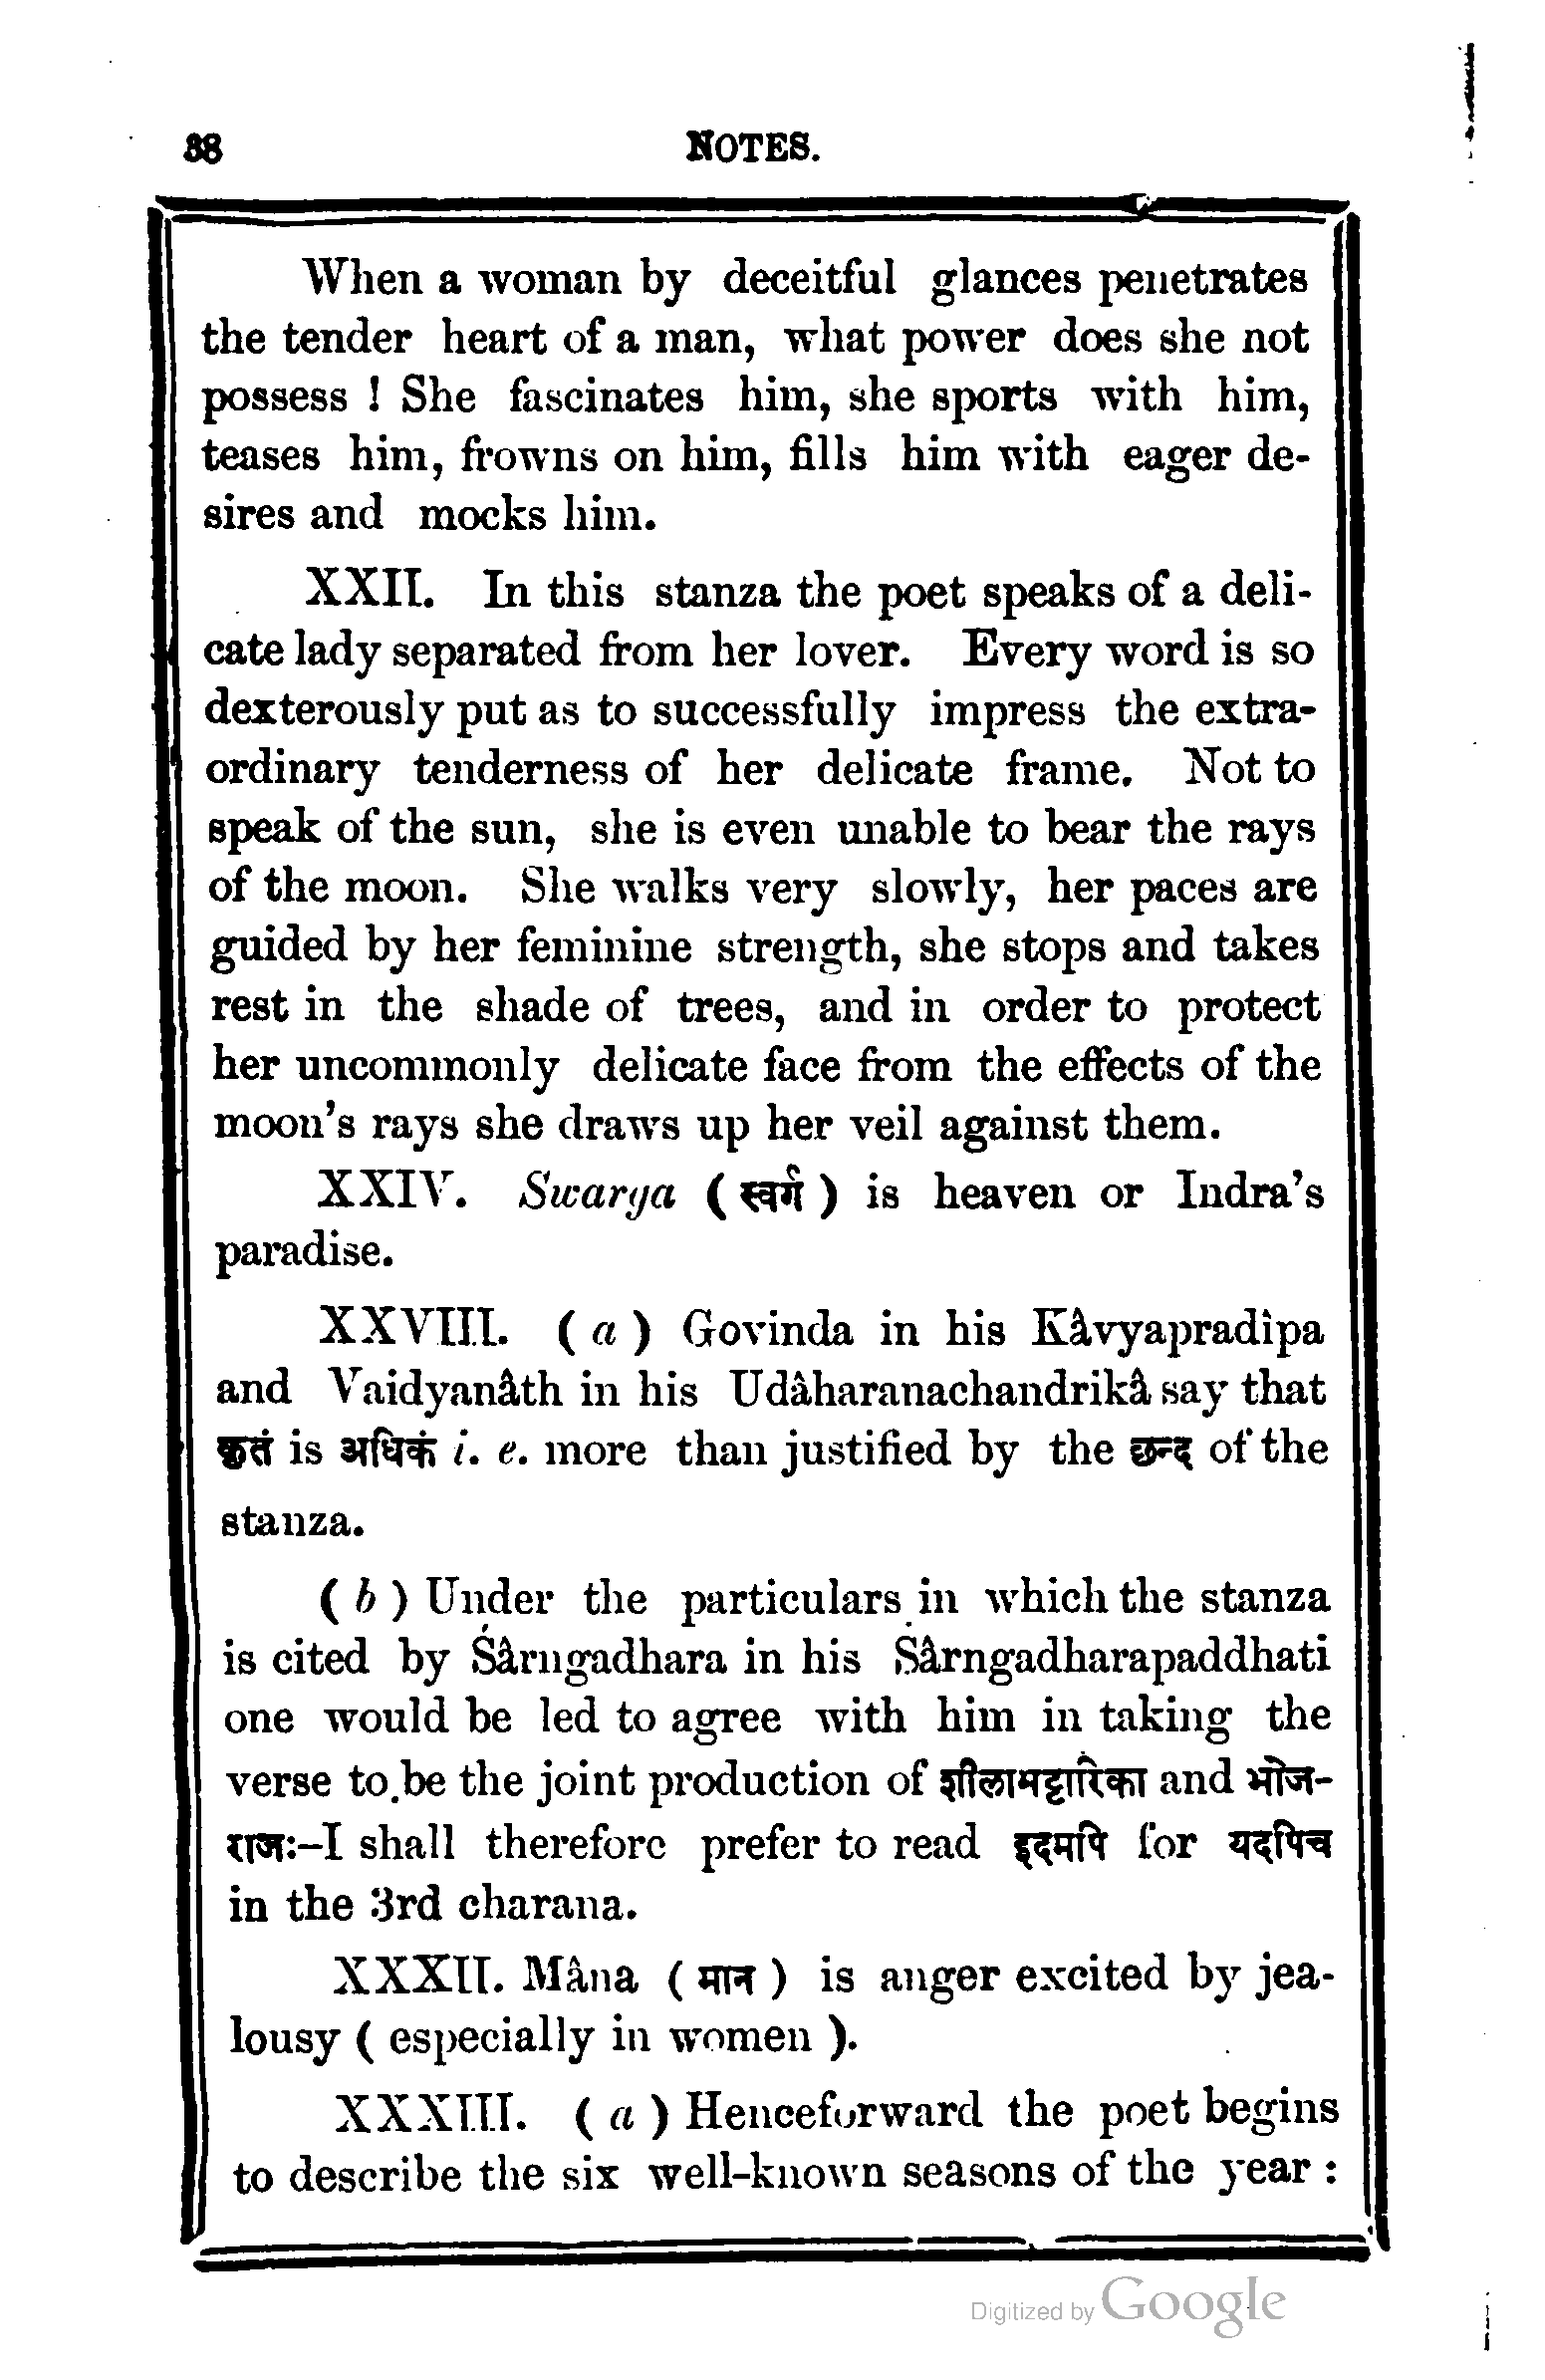 38
NOTES.
When a woman by deceitful glances penetrates
the tender heart of a man, what power does she not
possess ! She fascinates him, she sports with him,
teases him, frowns on him, fills him with eager de-
sires and mocks him.
XXII. In this stanza the poet speaks of a deli-
cate lady separated from her lover. Every word is so
dexterously put as to successfully impress the extra-
ordinary tenderness of her delicate frame. Not to
speak of the sun, she is even unable to bear the rays
of the moon. She walks very slowly, her paces are
guided by her feminine strength, she stops and takes
rest in the shade of trees, and in order to protect
her uncommonly delicate face from the effects of the
moon's rays she draws up her veil against them.
XXIV. Swarga ( स्वर्ग ) is heaven or Indra's
paradise.
XXVIII. ( a ) Govinda in his Kâvyapradîpa
and Vaidyanâth in his Udâharanachandrikâ say that
कृतं is अधिकं i. e. more than justified by the छन्द of the
stanza.
( b ) Under the particulars in which the stanza
is cited by Śârngadhara in his Sârngadharapaddhati
one would be led to agree with him in taking the
verse to be the joint production of शीलाभट्टारिका and भोज-
राजः–I shall therefore prefer to read इदमपि for यदपिच
in the 3rd charana.
XXXII. Mâna ( मान ) is anger excited by jea-
lousy ( especially in women ).
XXXIII. ( a ) Henceforward the poet begins
to describe the six well-known seasons of the year :
Digitized by Google